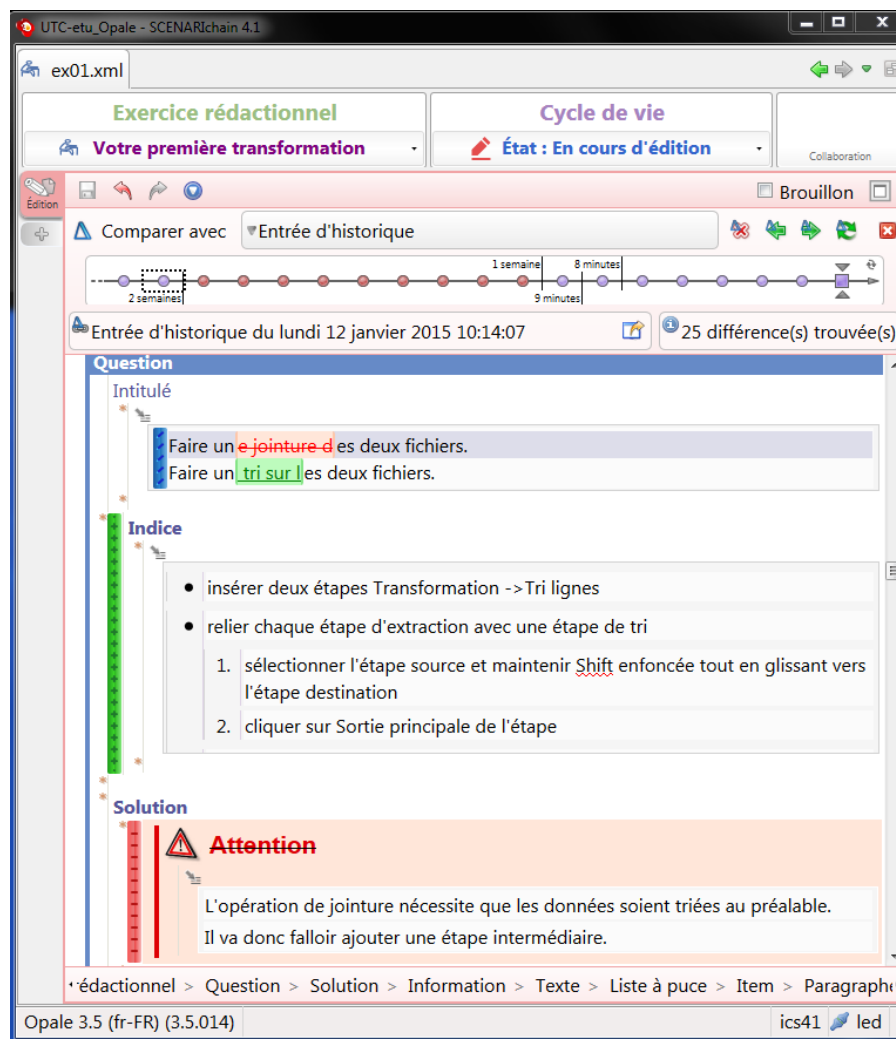 UTC-etu_Opale - SCENARIchain 4.1
ex01.xml
Exercice rédactionnel
Cycle de vie
Votre première transformation
État : En cours d'édition
Collaboration
Édition
Brouillon
Comparer avec
Entrée d'historique
1 semaine
8 minutes
2 semaines
9 minutes
Entrée d'historique du lundi 12 janvier 2015 10:14:07
25 différence(s) trouvée(s)
Question
Intitulé
Faire une jointure des deux fichiers.
Faire un tri sur les deux fichiers.
Indice
• insérer deux étapes Transformation ->Tri lignes
• relier chaque étape d'extraction avec une étape de tri
1. sélectionner l'étape source et maintenir Shift enfoncée tout en glissant vers
l'étape destination
2. cliquer sur Sortie principale de l'étape
Solution
Attention
L'opération de jointure nécessite que les données soient triées au préalable.
Il va donc falloir ajouter une étape intermédiaire.
rédactionnel > Question > Solution > Information > Texte > Liste à puce > Item > Paragraphe
Opale 3.5 (fr-FR) (3.5.014)
ics41
led